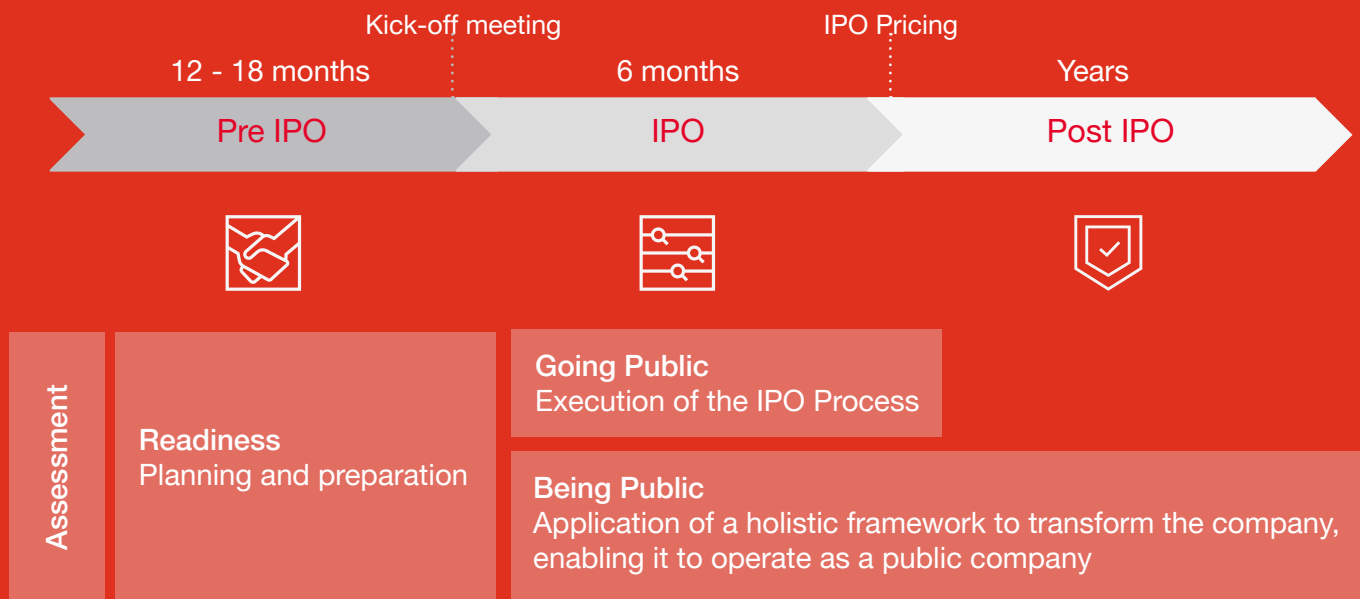 Kick-off meeting
IPO Pricing
12 - 18 months
6 months
Years
Pre IPO
IPO
Post IPO
Assessment
Readiness
Planning and preparation
Going Public
Execution of the IPO Process
Being Public
Application of a holistic framework to transform the company,
enabling it to operate as a public company